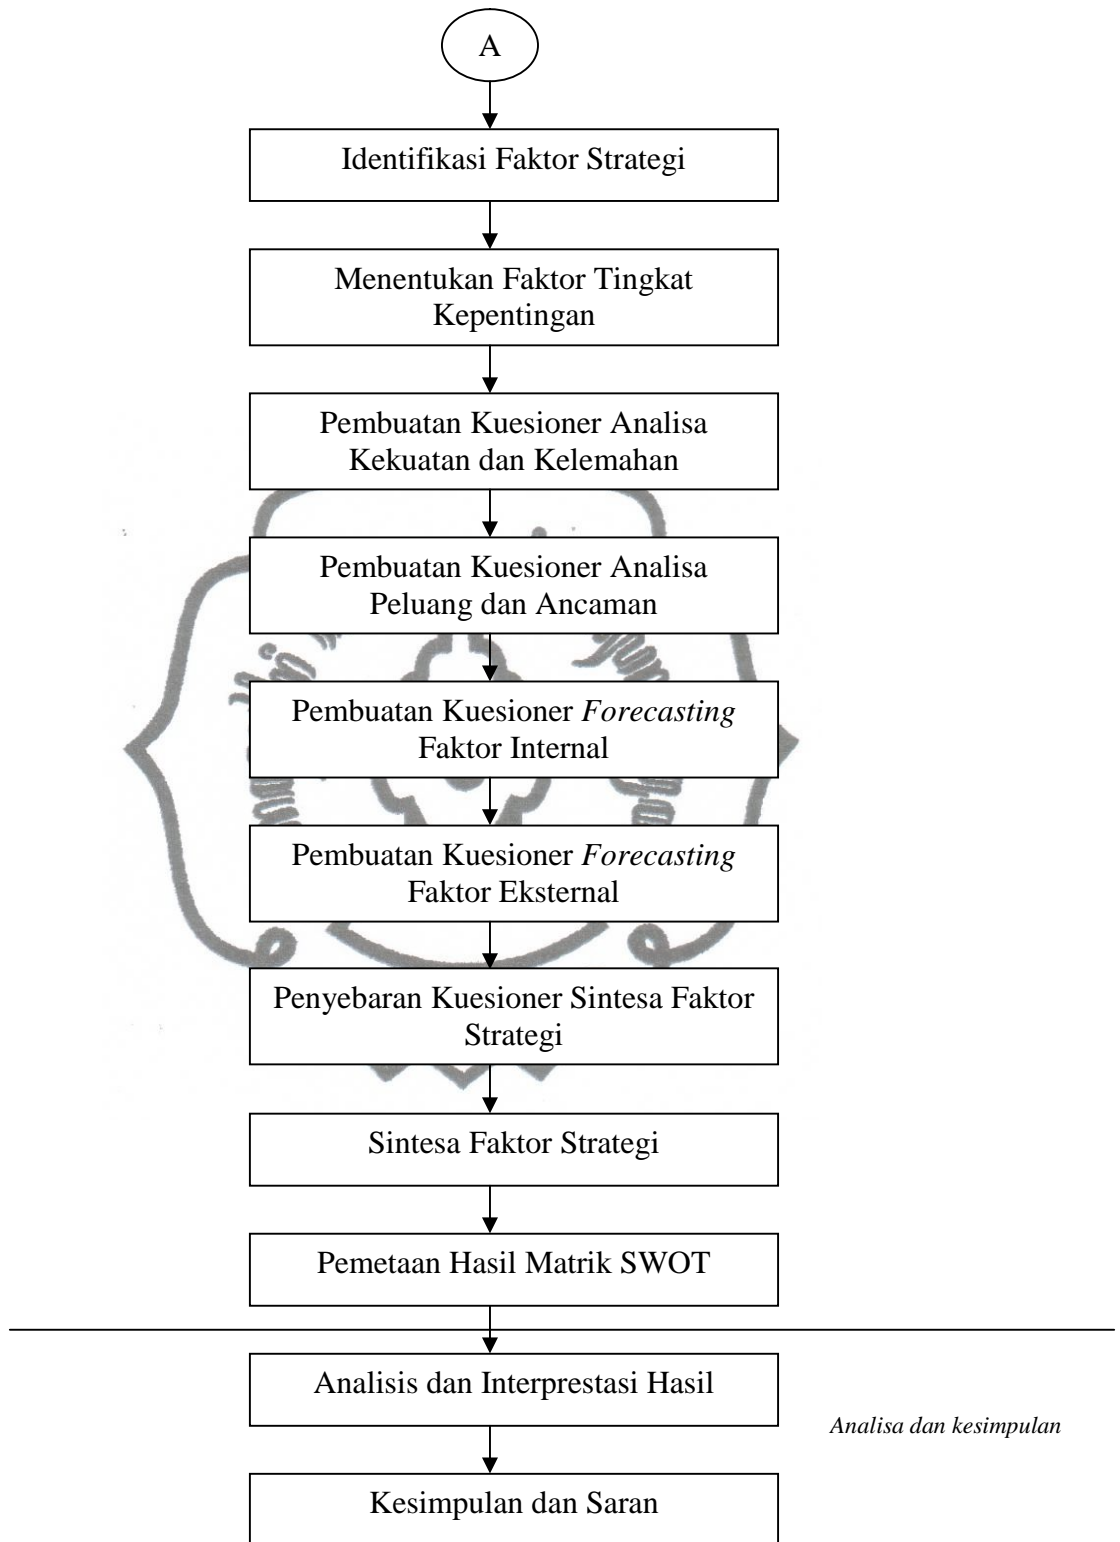 A
Identifikasi Faktor Strategi
Menentukan Faktor Tingkat
Kepentingan
Pembuatan Kuesioner Analisa
Kekuatan dan Kelemahan
Pembuatan Kuesioner Analisa
Peluang dan Ancaman
Pembuatan Kuesioner Forecasting
Faktor Internal
Pembuatan Kuesioner Forecasting
Faktor Eksternal
Penyebaran Kuesioner Sintesa Faktor
Strategi
Sintesa Faktor Strategi
Pemetaan Hasil Matrik SWOT
Analisis dan Interprestasi Hasil
Analisa dan kesimpulan
Kesimpulan dan Saran